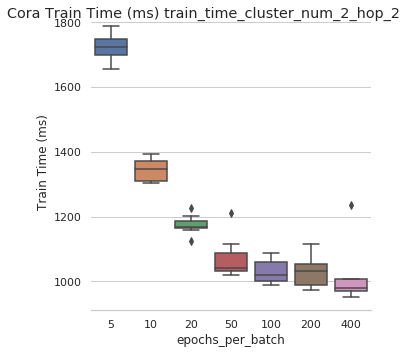 Cora Train Time (ms) train_time_cluster_num_2_hop_2
1800
1600
1400
1200
1000
Train Time (ms)
5 10 20 50 100 200 400
epochs_per_batch